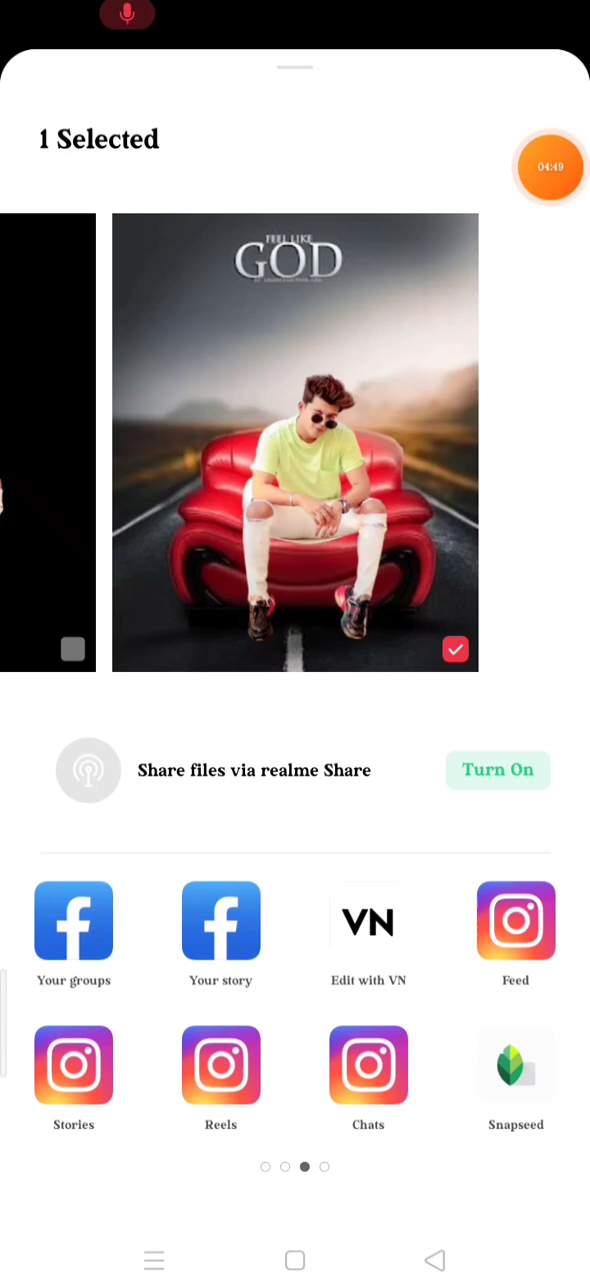 1 Selected
04:49
FEEL LIKE
GOD
Share files via realme Share
Turn On
Your groups
Your story
VN
Edit with VN
Feed
Stories
Reels
Chats
Snapseed